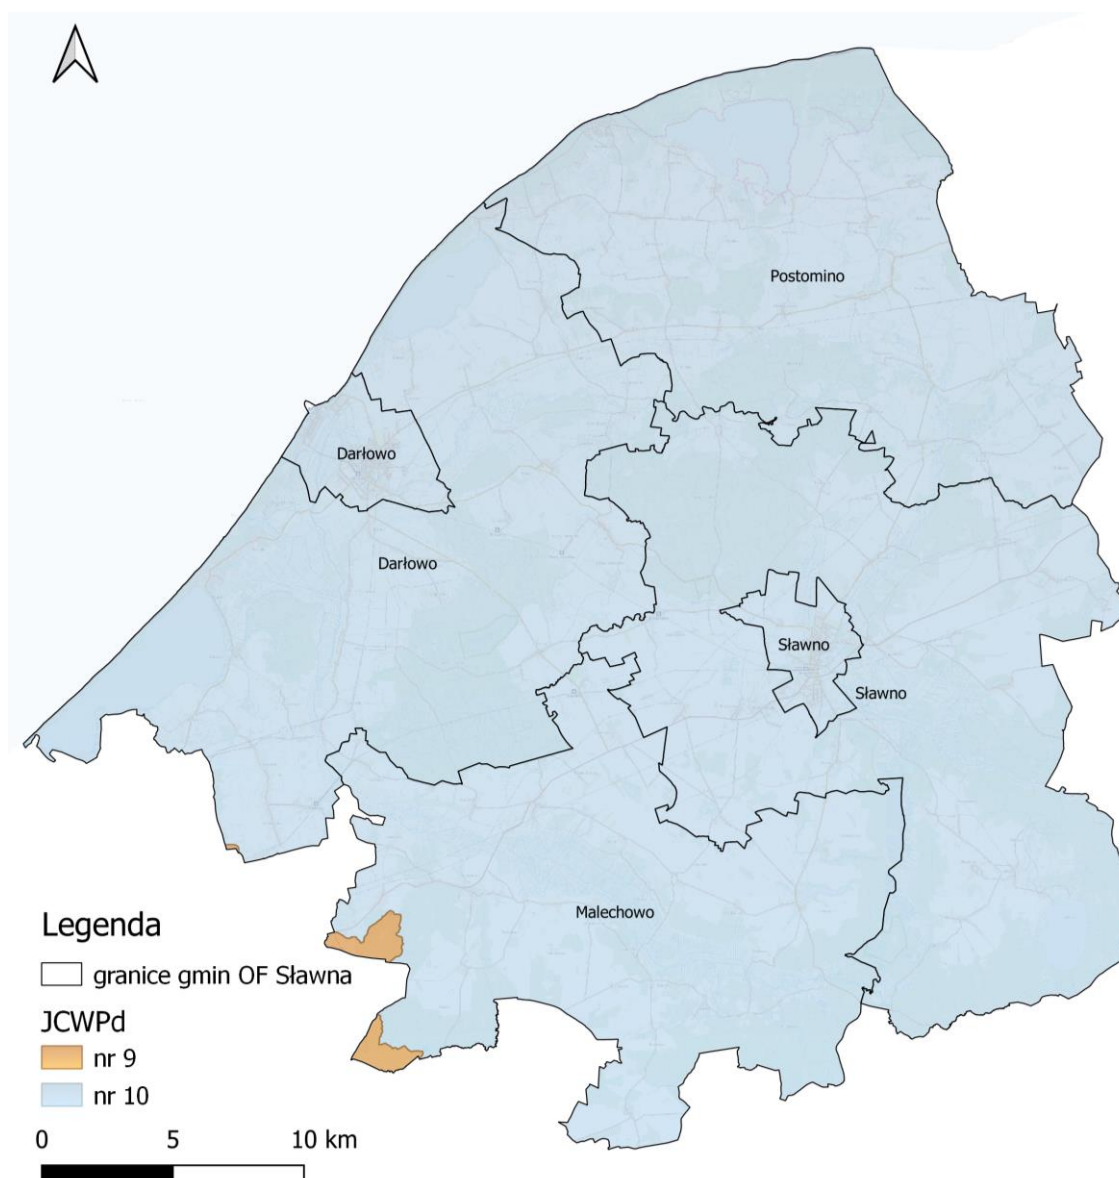 Postomino
Darłowo
Darłowo
Sławno
Sławno
Malechowo
Legenda
granice gmin OF Sławna
JCWPd
nr 9
nr 10
0 5 10 km